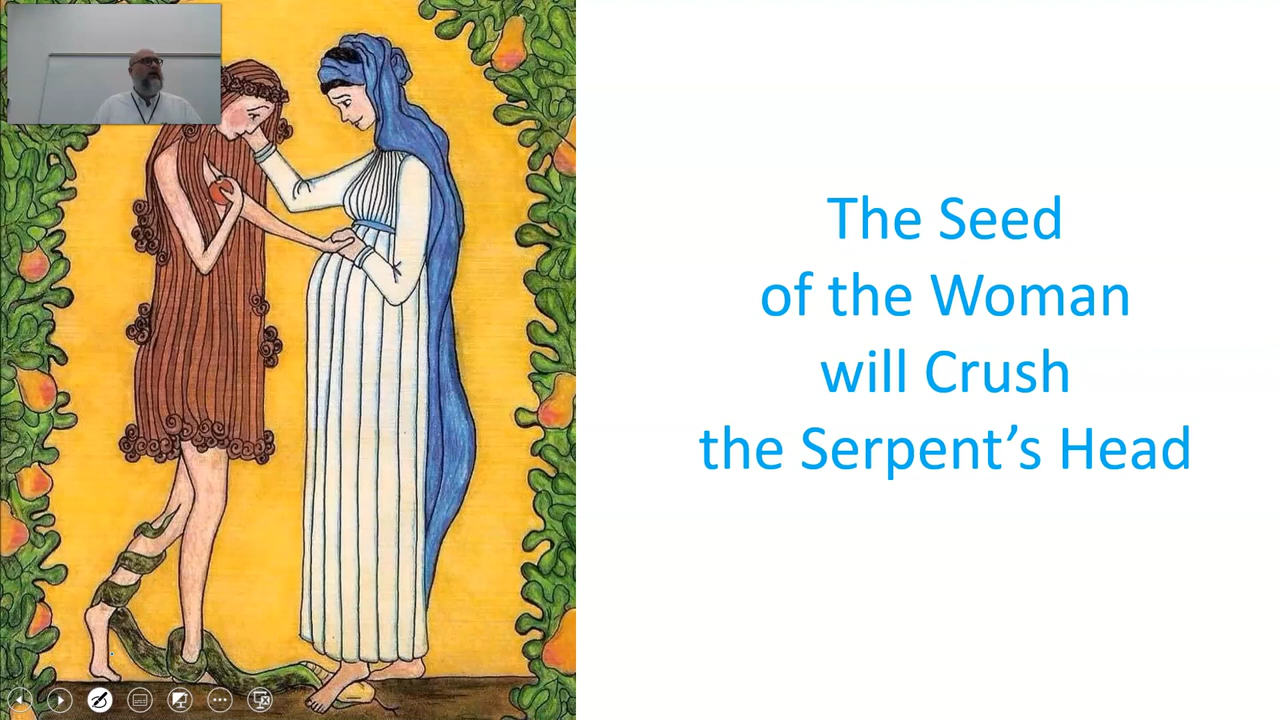 The Seed
of the Woman
will Crush
the Serpent’s Head